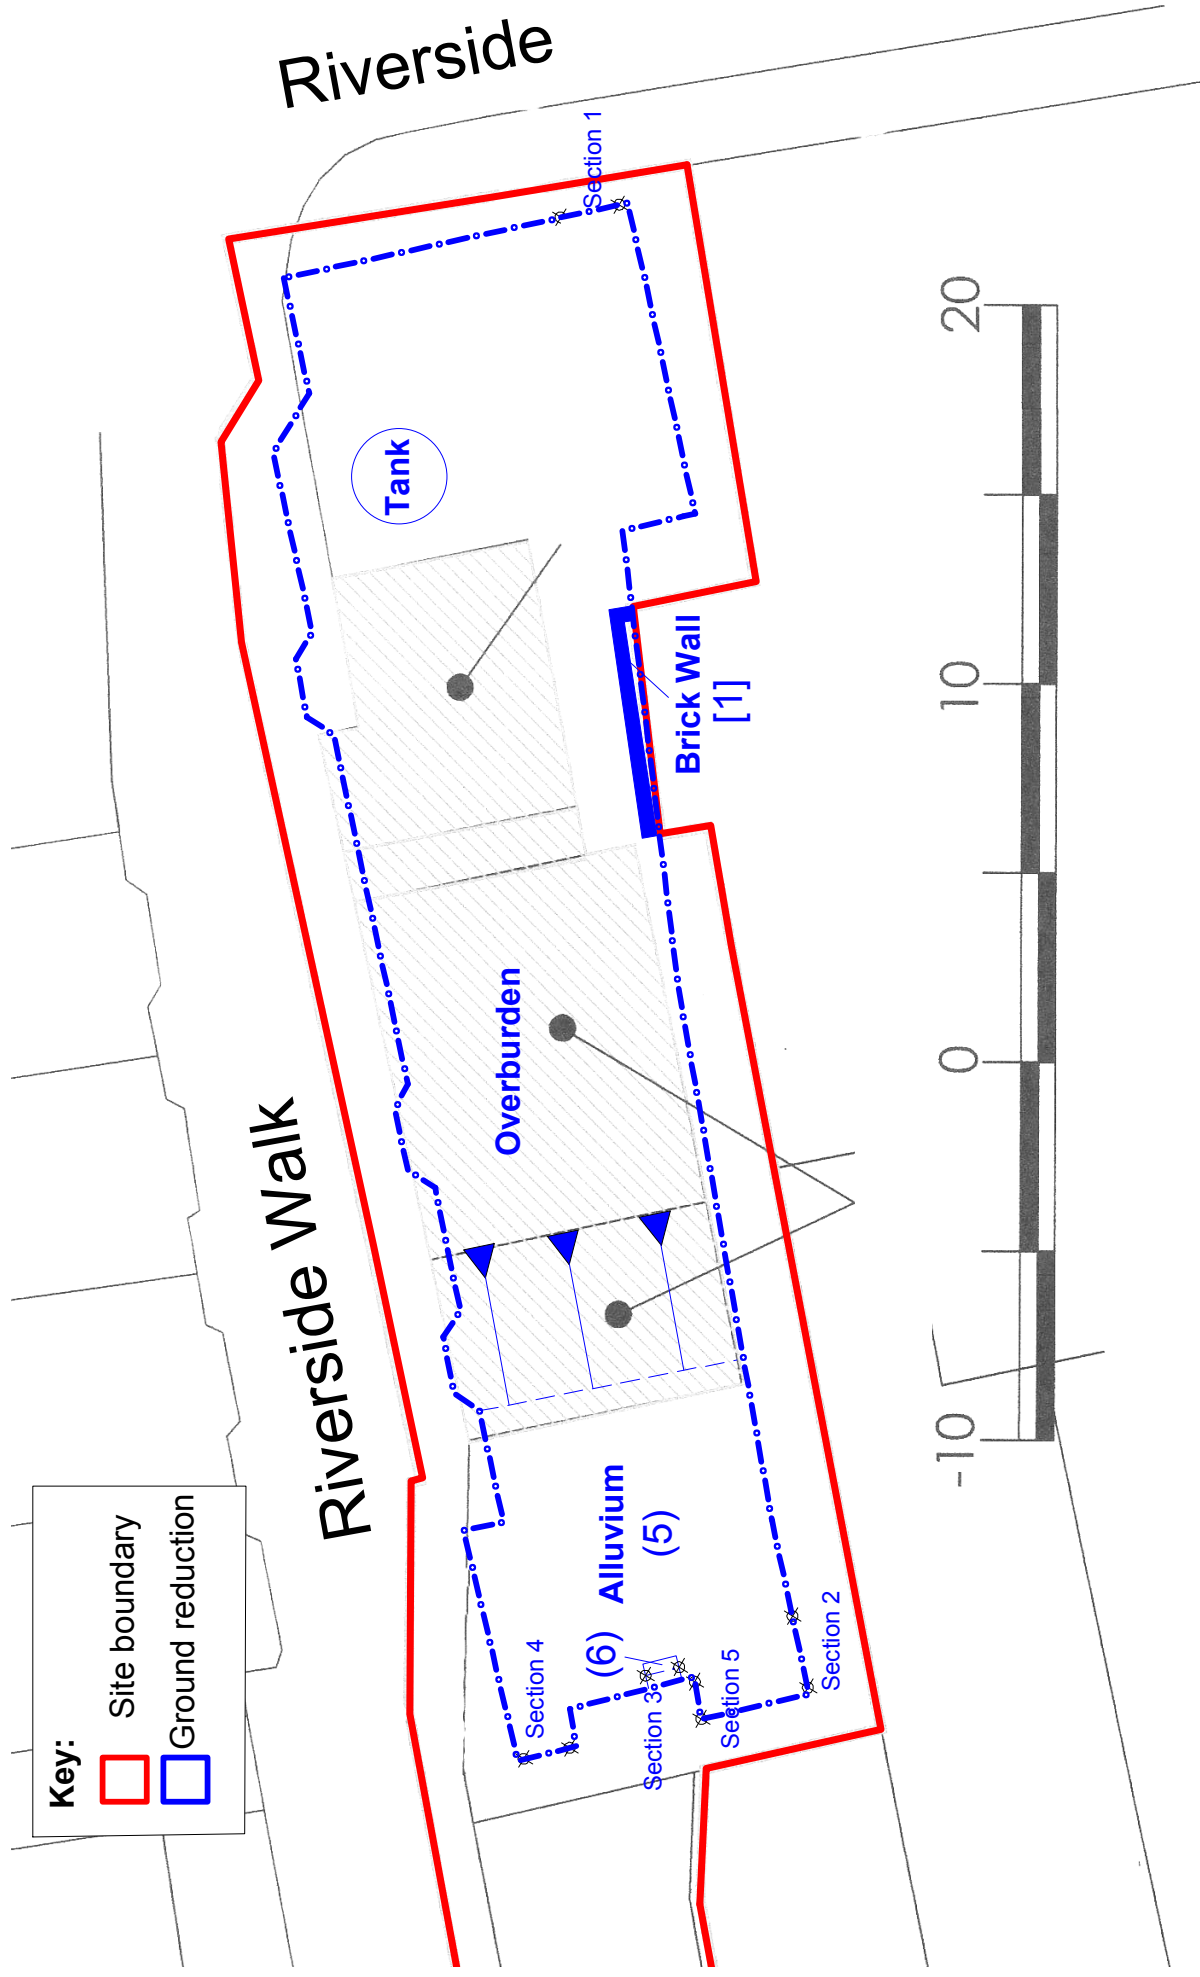 Key:
Site boundary
Ground reduction
Riverside Walk
Riverside
Section 1
Tank
Brick Wall
[1]
Overburden
Alluvium
(5)
(6)
Section 4
Section 3
Section 5
Section 2
-10
0
10
20